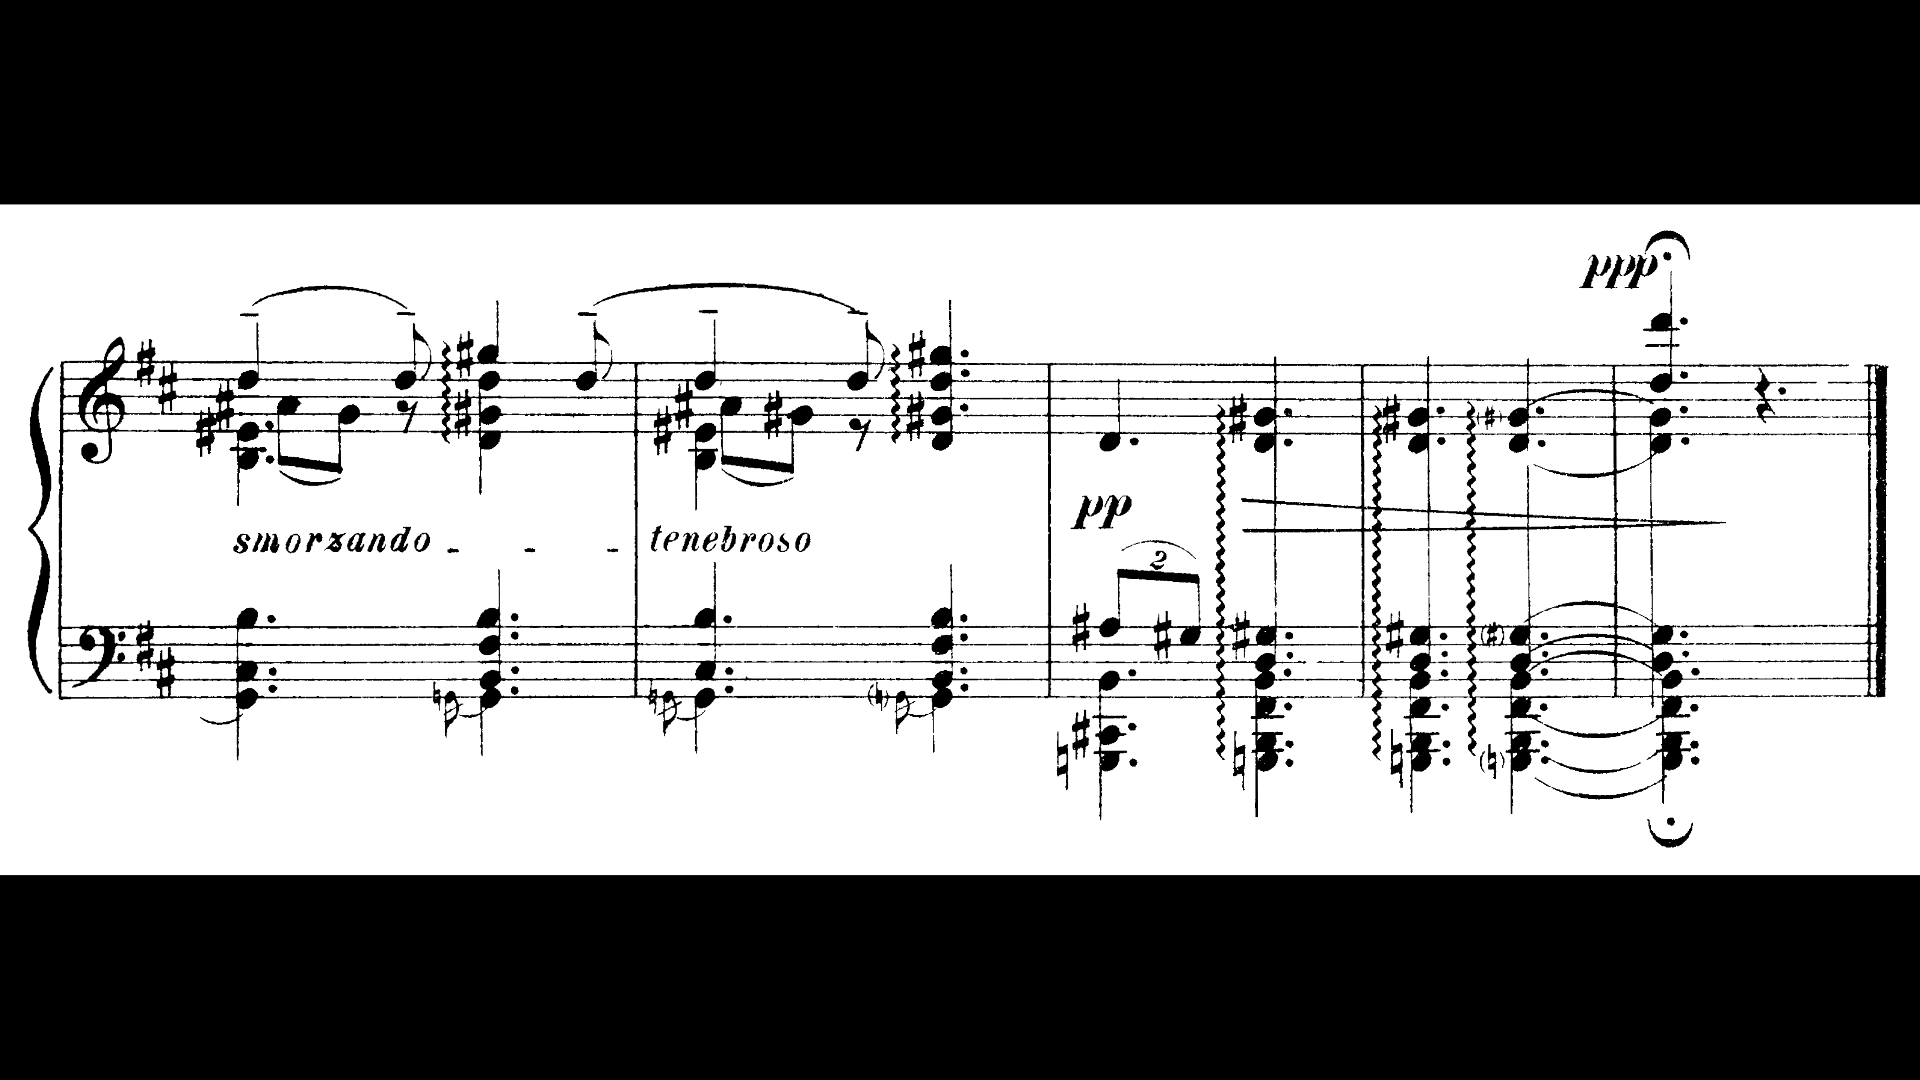 ppp
smorzando - - - tenebroso
pp
2